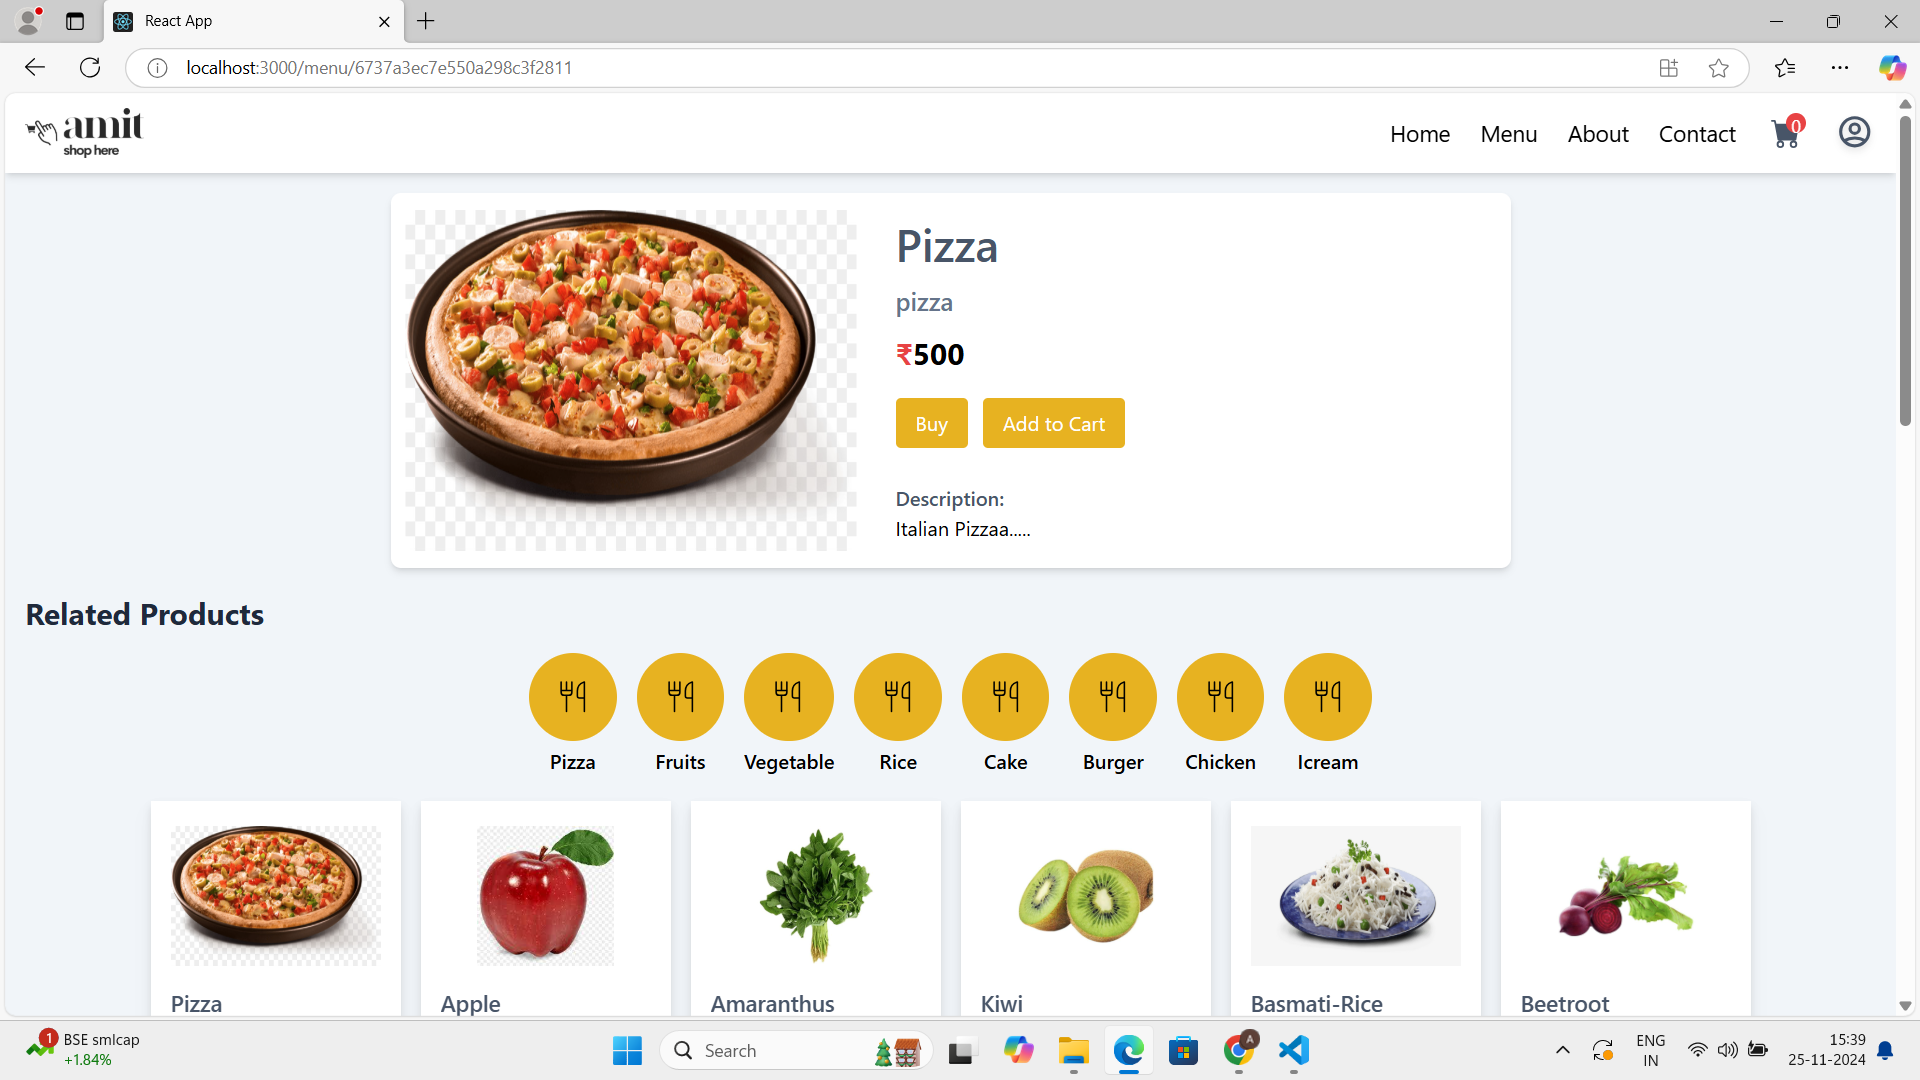 React App
localhost:3000/menu/6737a3ec7e550a298c3f2811
amit
shop here
Home Menu About Contact 0
Pizza
pizza
₹500
Buy Add to Cart
Description:
Italian Pizzaa.....
Related Products
Pizza Fruits Vegetable Rice Cake Burger Chicken Icream
Pizza Apple Amaranthus Kiwi Basmati-Rice Beetroot
1 BSE smlcap
+1.84%
Search
A
ENG
IN
15:39
25-11-2024